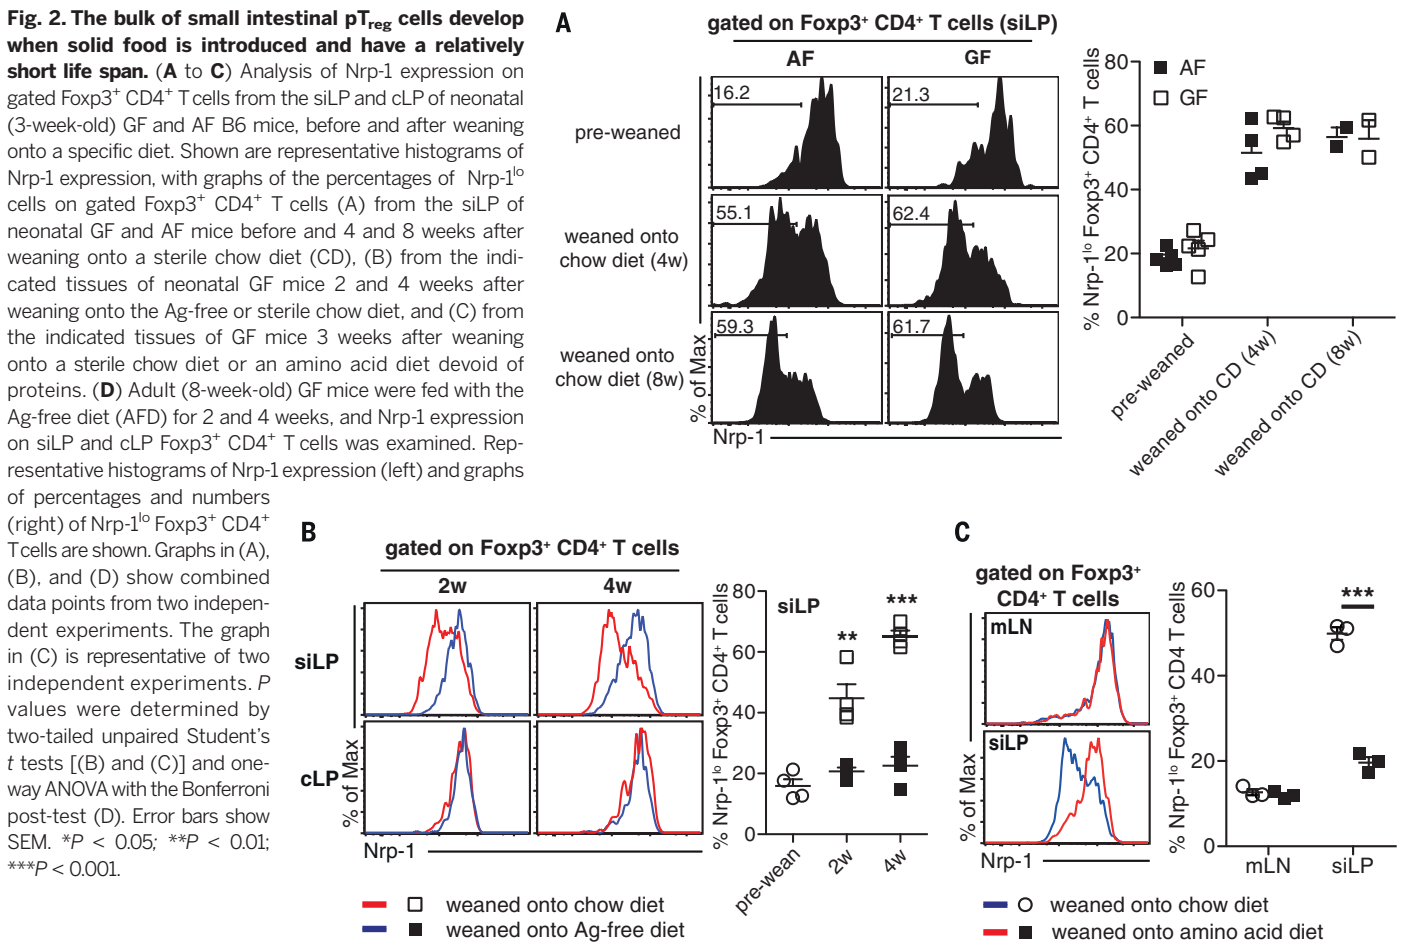 Fig. 2. The bulk of small intestinal pTreg cells develop
when solid food is introduced and have a relatively
short life span. (A to C) Analysis of Nrp-1 expression on
gated Foxp3+ CD4+ T cells from the siLP and cLP of neonatal
(3-week-old) GF and AF B6 mice, before and after weaning
onto a specific diet. Shown are representative histograms of
Nrp-1 expression, with graphs of the percentages of Nrp-1lo
cells on gated Foxp3+ CD4+ T cells (A) from the siLP of
neonatal GF and AF mice before and 4 and 8 weeks after
weaning onto a sterile chow diet (CD), (B) from the indi-
cated tissues of neonatal GF mice 2 and 4 weeks after
weaning onto the Ag-free or sterile chow diet, and (C) from
the indicated tissues of GF mice 3 weeks after weaning
onto a sterile chow diet or an amino acid diet devoid of
proteins. (D) Adult (8-week-old) GF mice were fed with the
Ag-free diet (AFD) for 2 and 4 weeks, and Nrp-1 expression
on siLP and cLP Foxp3+ CD4+ T cells was examined. Rep-
resentative histograms of Nrp-1 expression (left) and graphs
of percentages and numbers
(right) of Nrp-1lo Foxp3+ CD4+
T cells are shown. Graphs in (A),
(B), and (D) show combined
data points from two indepen-
dent experiments. The graph
in (C) is representative of two
independent experiments. P
values were determined by
two-tailed unpaired Student's
t tests [(B) and (C)] and one-
way ANOVA with the Bonferroni
post-test (D). Error bars show
SEM. *P < 0.05; **P < 0.01;
***P < 0.001.
A
gated on Foxp3+ CD4+ T cells (siLP)
AF GF
pre-weaned
16.2 21.3
weaned onto
chow diet (4w)
55.1 62.4
weaned onto
chow diet (8w)
59.3 61.7
% of Max
Nrp-1
% Nrp-1lo Foxp3+ CD4+ T cells
80
60
40
20
0
AF
GF
pre-weaned
weaned onto CD (4w)
weaned onto CD (8w)
B
gated on Foxp3+ CD4+ T cells
2w 4w
siLP
cLP
% of Max
Nrp-1
% Nrp-1lo Foxp3+ CD4+ T cells
80
60
40
20
0
siLP
**
***
pre-wean
2w
4w
weaned onto chow diet
weaned onto Ag-free diet
C
gated on Foxp3+
CD4+ T cells
mLN
siLP
% of Max
Nrp-1
% Nrp-1lo Foxp3+ CD4 T cells
60
40
20
0
***
mLN siLP
weaned onto chow diet
weaned onto amino acid diet